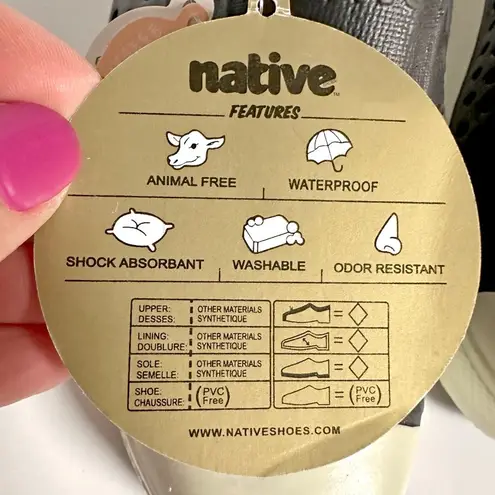 native™
FEATURES
ANIMAL FREE
WATERPROOF
SHOCK ABSORBANT
WASHABLE
ODOR RESISTANT
UPPER: OTHER MATERIALS
DESSES: SYNTHETIQUE
=
LINING: OTHER MATERIALS
DOUBLURE: SYNTHETIQUE
=
SOLE: OTHER MATERIALS
SEMELLE: SYNTHETIQUE
=
SHOE: (PVC
CHAUSSURE: Free)
= (PVC
Free)
WWW.NATIVESHOES.COM